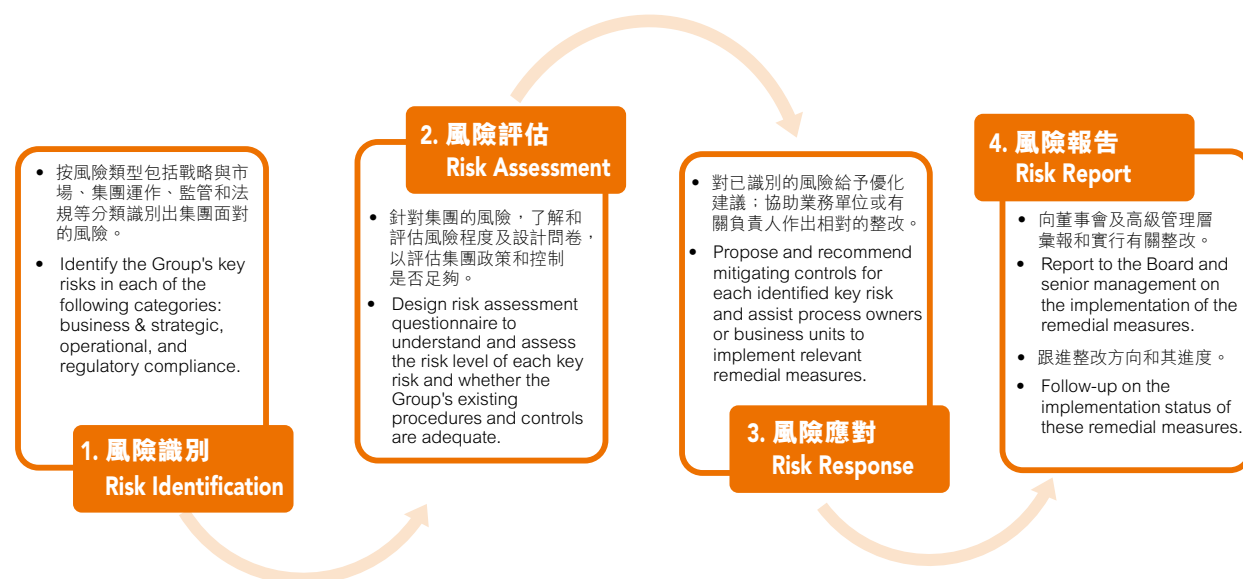 • 按風險類型包括戰略與市
場、集團運作、監管和法
規等分類識別出集團面對
的風險。
• Identify the Group's key
risks in each of the
following categories:
business & strategic,
operational, and
regulatory compliance.
1. 風險識別
Risk Identification
2. 風險評估
Risk Assessment
• 針對集團的風險，了解和
評估風險程度及設計問卷，
以評估集團政策和控制
是否足夠。
• Design risk assessment
questionnaire to
understand and assess
the risk level of each key
risk and whether the
Group's existing
procedures and controls
are adequate.
• 對已識別的風險給予優化
建議；協助業務單位或有
關負責人作出相對的整改。
• Propose and recommend
mitigating controls for
each identified key risk
and assist process owners
or business units to
implement relevant
remedial measures.
3. 風險應對
Risk Response
4. 風險報告
Risk Report
• 向董事會及高級管理層
彙報和實行有關整改。
• Report to the Board and
senior management on
the implementation of the
remedial measures.
• 跟進整改方向和其進度。
• Follow-up on the
implementation status of
these remedial measures.